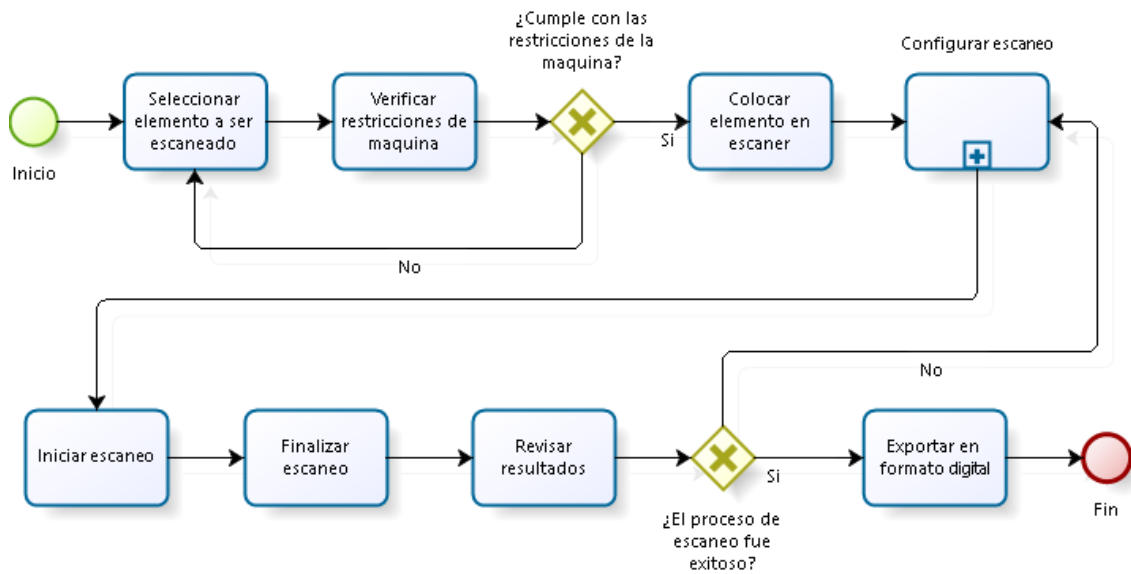 ¿Cumple con las
restricciones de la
maquina?
Configurar escaneo
Seleccionar
elemento a ser
escaneado
Verificar
restricciones de
maquina
Colocar
elemento en
escaner
Si
Inicio
No
No
Iniciar escaneo
Finalizar
escaneo
Revisar
resultados
Exportar en
formato digital
Si
Fin
¿El proceso de
escaneo fue
exitoso?